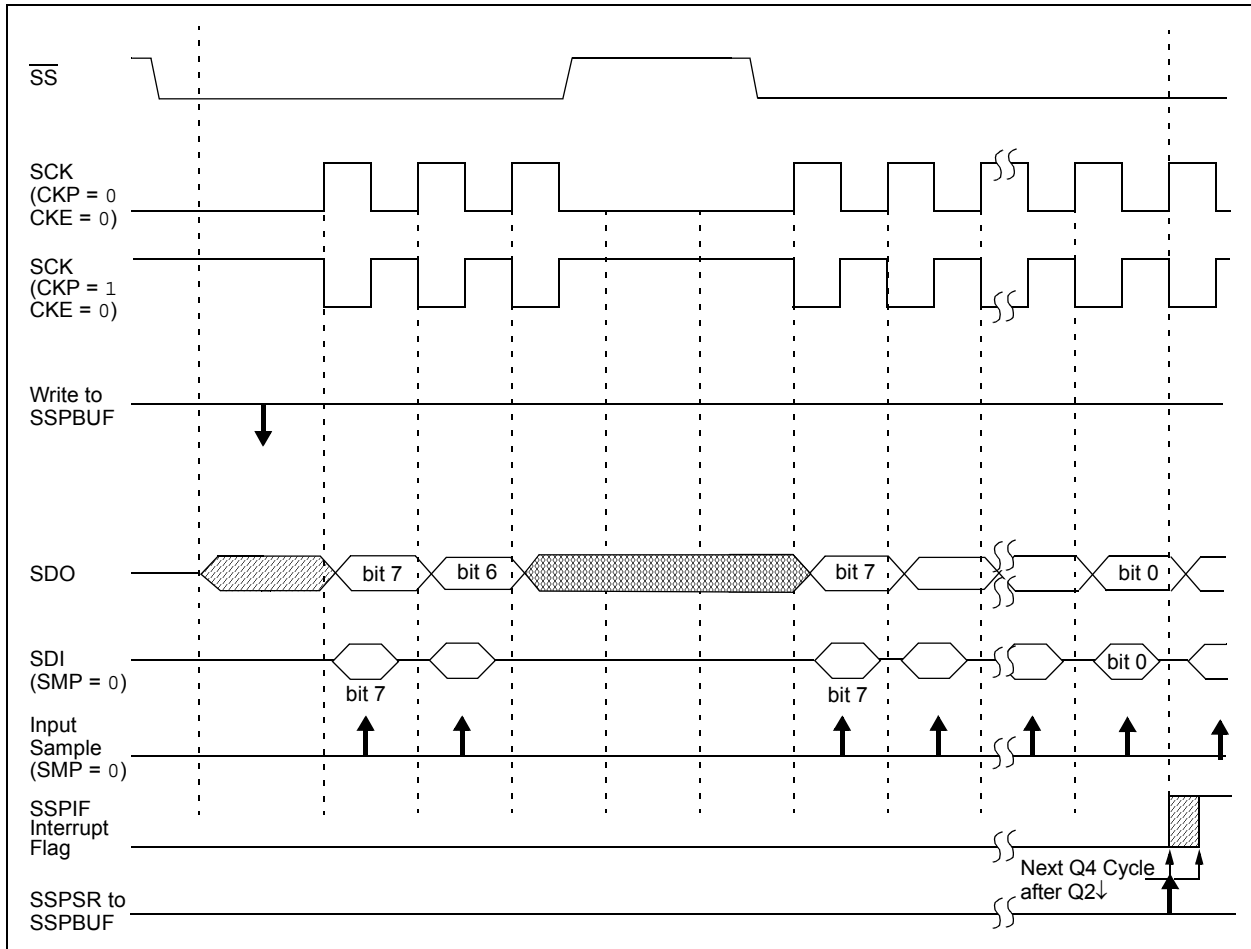 SS
SCK
(CKP = 0
CKE = 0)
SCK
(CKP = 1
CKE = 0)
Write to
SSPBUF
SDO
bit 7
bit 6
bit 7
bit 0
SDI
(SMP = 0)
bit 7
bit 7
bit 0
Input
Sample
(SMP = 0)
SSPIF
Interrupt
Flag
Next Q4 Cycle
after Q2↓
SSPSR to
SSPBUF